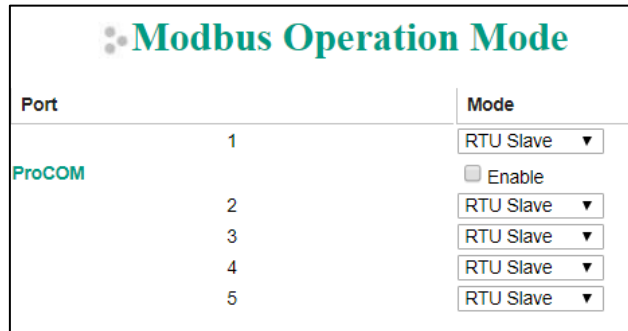 Modbus Operation Mode
Port Mode
1 RTU Slave
ProCOM Enable
2 RTU Slave
3 RTU Slave
4 RTU Slave
5 RTU Slave